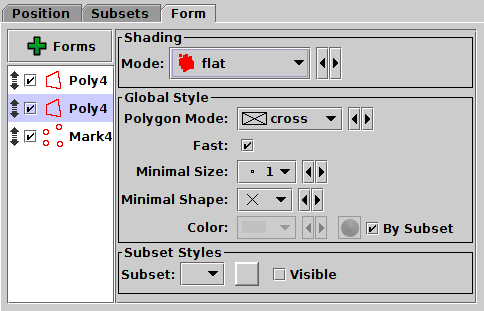 Position Subsets Form
Forms
Poly4
Poly4
Mark4
Shading
Mode: flat
Global Style
Polygon Mode: cross
Fast:
Minimal Size: 1
Minimal Shape:
Color: By Subset
Subset Styles
Subset: Visible